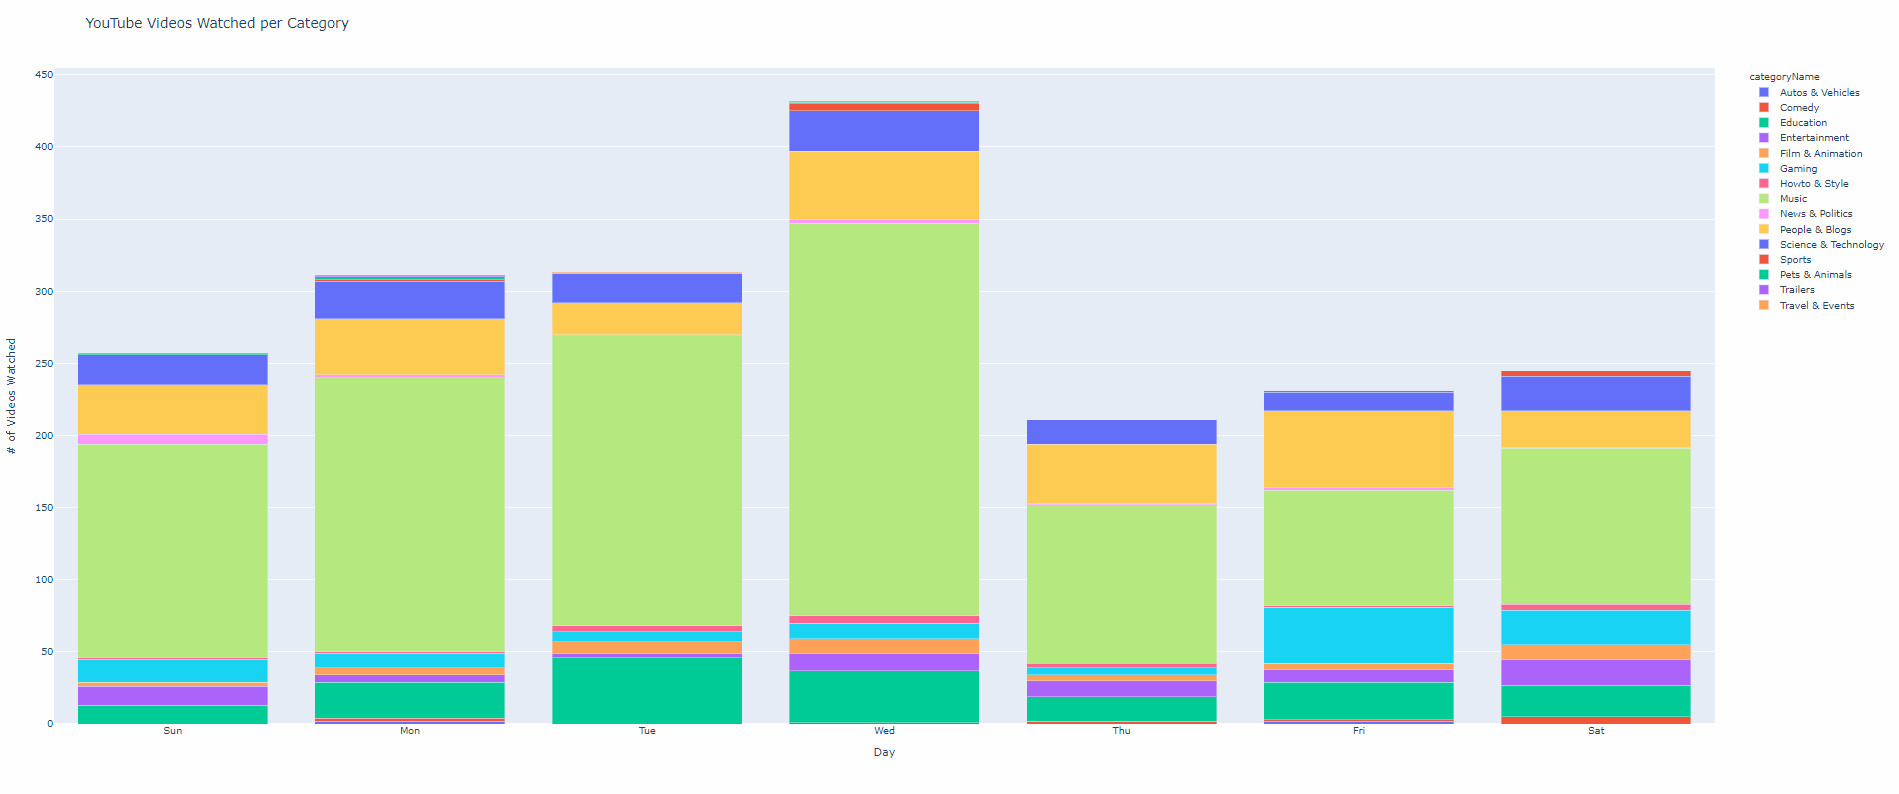 YouTube Videos Watched per Category
# of Videos Watched
450
400
350
300
250
200
150
100
50
0
Sun Mon Tue Wed Thu Fri Sat
Day
categoryName
Autos & Vehicles
Comedy
Education
Entertainment
Film & Animation
Gaming
Howto & Style
Music
News & Politics
People & Blogs
Science & Technology
Sports
Pets & Animals
Trailers
Travel & Events